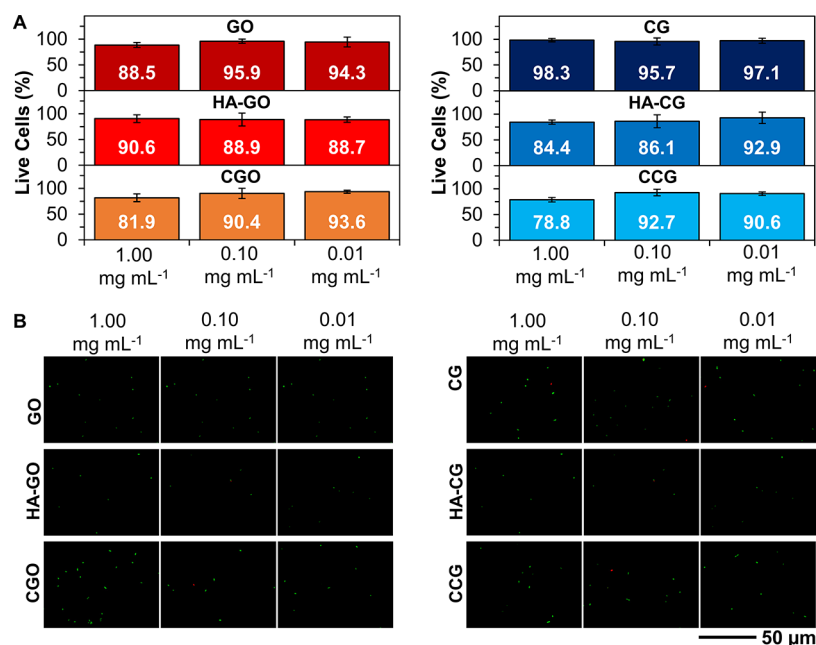 A
GO
Live Cells (%)
100
50
0
88.5 95.9 94.3
HA-GO
100
50
0
90.6 88.9 88.7
CGO
100
50
0
81.9 90.4 93.6
1.00 0.10 0.01
mg mL⁻¹ mg mL⁻¹ mg mL⁻¹
CG
Live Cells (%)
100
50
0
98.3 95.7 97.1
HA-CG
100
50
0
84.4 86.1 92.9
CCG
100
50
0
78.8 92.7 90.6
1.00 0.10 0.01
mg mL⁻¹ mg mL⁻¹ mg mL⁻¹
B
1.00 0.10 0.01
mg mL⁻¹ mg mL⁻¹ mg mL⁻¹
GO
HA-GO
CGO
1.00 0.10 0.01
mg mL⁻¹ mg mL⁻¹ mg mL⁻¹
CG
HA-CG
CCG
50 µm